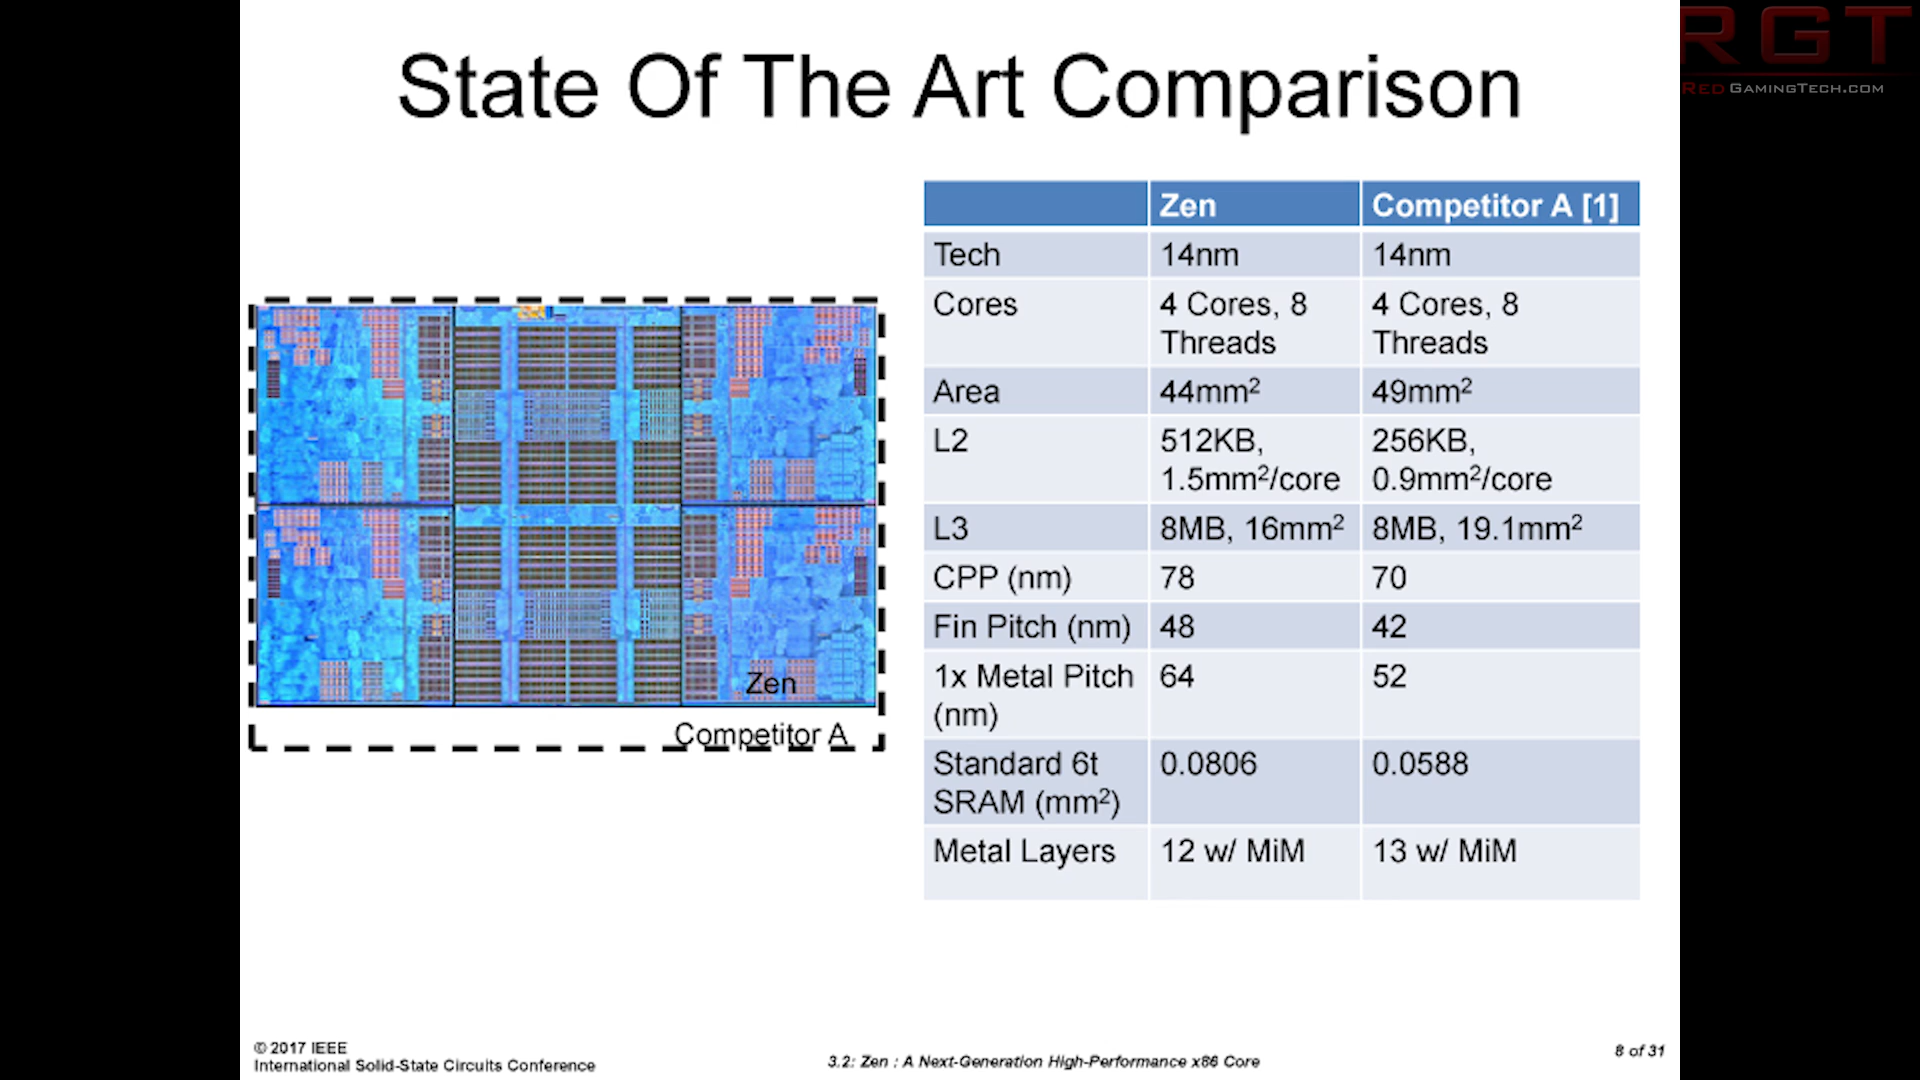 RGT
RED GAMINGTECH.COM
State Of The Art Comparison
Zen Competitor A [1]
Tech 14nm 14nm
Cores 4 Cores, 8 Threads 4 Cores, 8 Threads
Area 44mm² 49mm²
L2 512KB, 1.5mm²/core 256KB, 0.9mm²/core
L3 8MB, 16mm² 8MB, 19.1mm²
CPP (nm) 78 70
Fin Pitch (nm) 48 42
1x Metal Pitch (nm) 64 52
Standard 6t SRAM (mm²) 0.0806 0.0588
Metal Layers 12 w/ MiM 13 w/ MiM
Zen
Competitor A
© 2017 IEEE
International Solid-State Circuits Conference
3.2: Zen : A Next-Generation High-Performance x86 Core
8 of 31